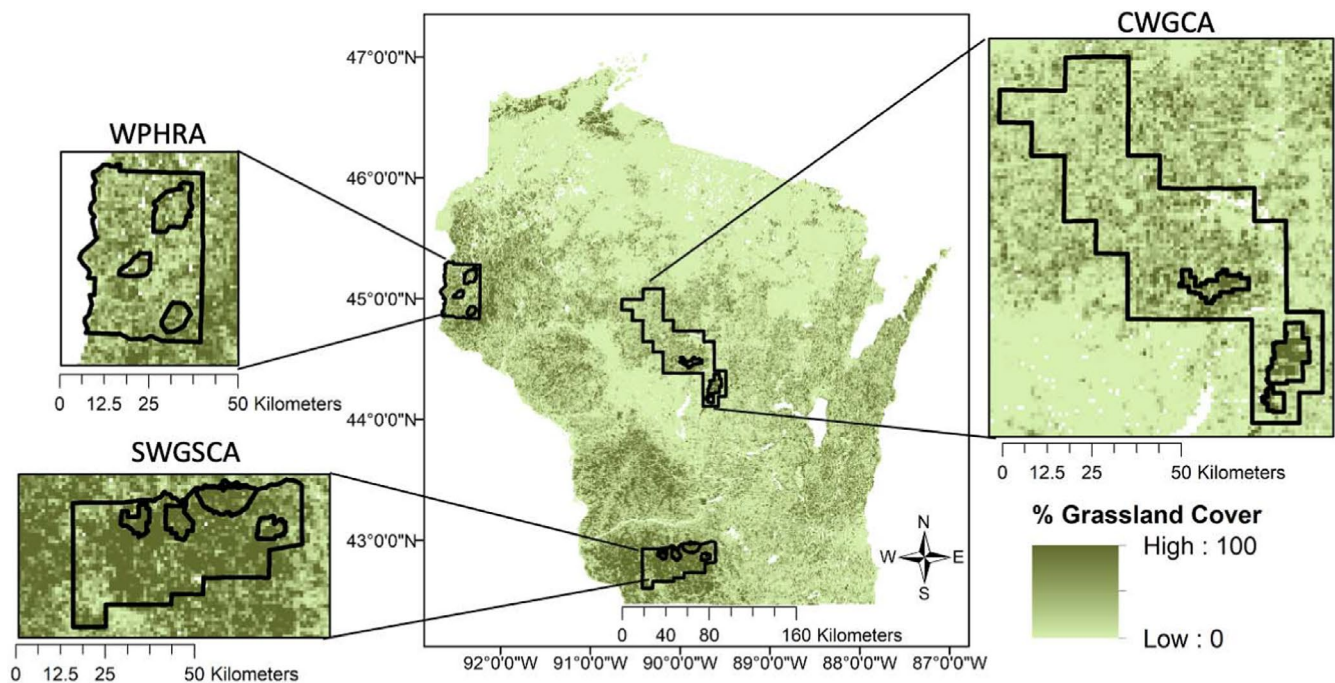 CWGCA
WPHRA
SWGSCA
47°0'0"N
46°0'0"N
45°0'0"N
44°0'0"N
43°0'0"N
92°0'0"W 91°0'0"W 90°0'0"W 89°0'0"W 88°0'0"W 87°0'0"W
0 12.5 25 50 Kilometers
0 12.5 25 50 Kilometers
0 12.5 25 50 Kilometers
0 40 80 160 Kilometers
N
W E
S
% Grassland Cover
High : 100
Low : 0